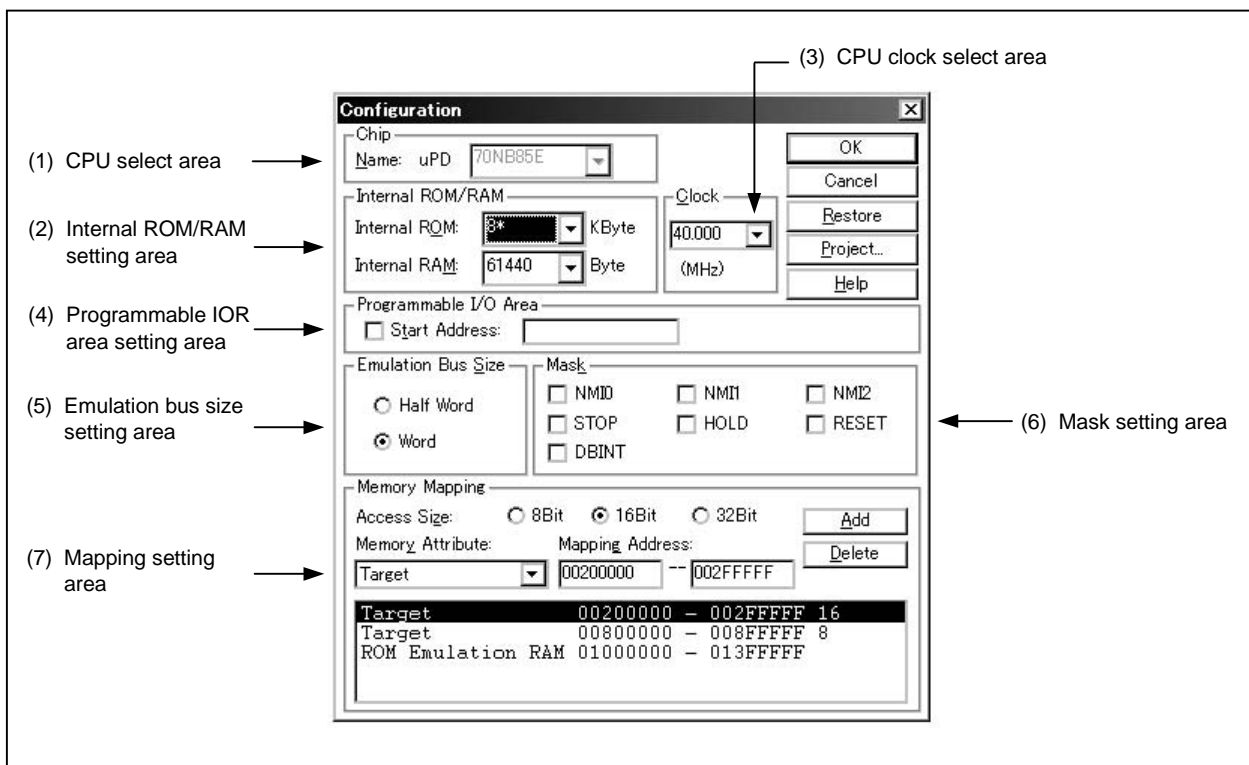 (3) CPU clock select area
Configuration
(1) CPU select area
Chip
Name: uPD 70NB85E
OK
Cancel
(2) Internal ROM/RAM
setting area
Internal ROM/RAM
Internal ROM: 8* KByte
Internal RAM: 61440 Byte
Clock
40.000
(MHz)
Restore
Project...
Help
(4) Programmable IOR
area setting area
Programmable I/O Area
Start Address:
(5) Emulation bus size
setting area
Emulation Bus Size
Half Word
Word
Mask
NMI0 NMI1 NMI2
STOP HOLD RESET
DBINT
(6) Mask setting area
(7) Mapping setting
area
Memory Mapping
Access Size: 8Bit 16Bit 32Bit
Add
Memory Attribute: Mapping Address:
Delete
Target 00200000 -- 002FFFFF
Target 00200000 - 002FFFFF 16
Target 00800000 - 008FFFFF 8
ROM Emulation RAM 01000000 - 013FFFFF